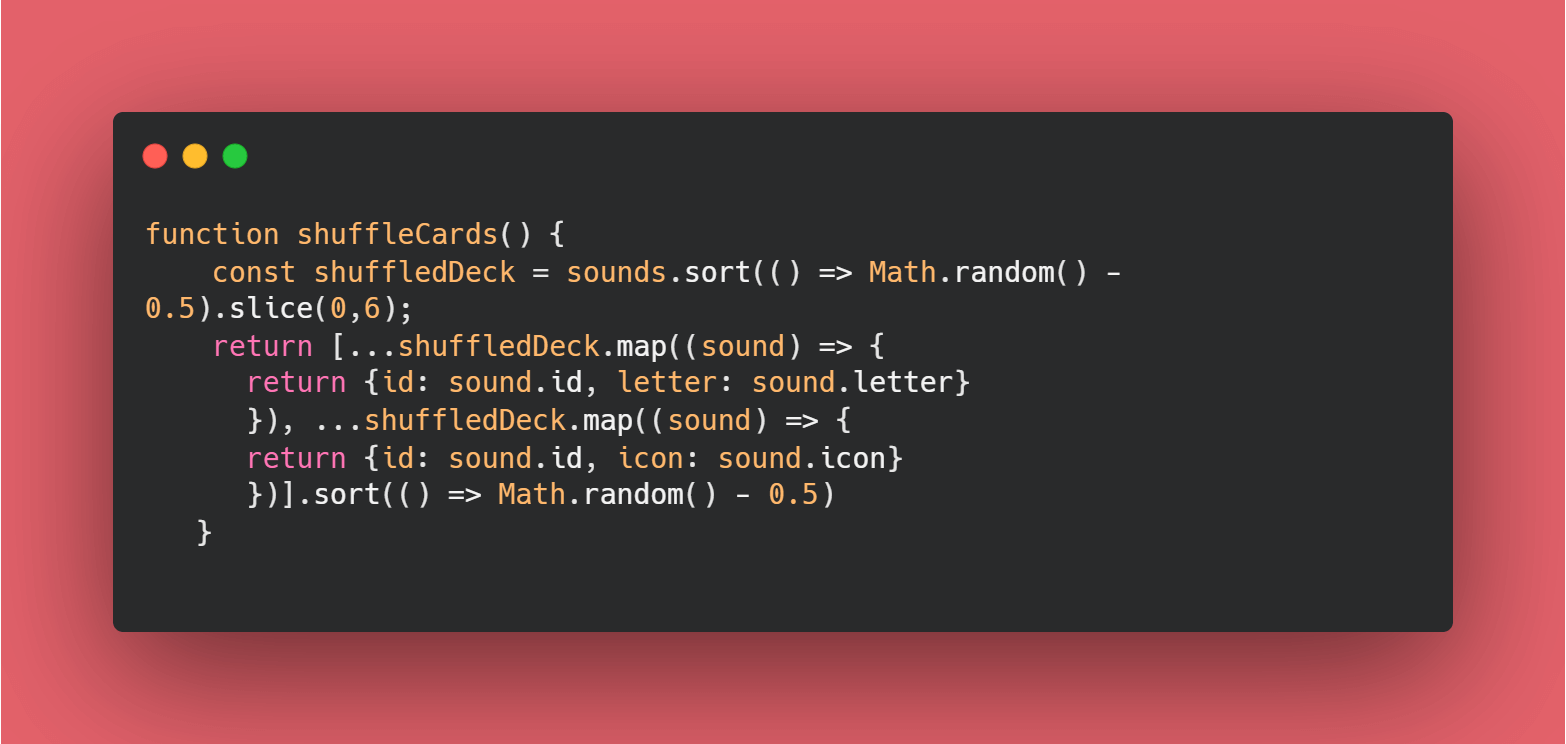 function shuffleCards() {
    const shuffledDeck = sounds.sort(() => Math.random() -
0.5).slice(0,6);
    return [...shuffledDeck.map((sound) => {
      return {id: sound.id, letter: sound.letter}
      }), ...shuffledDeck.map((sound) => {
      return {id: sound.id, icon: sound.icon}
      })].sort(() => Math.random() - 0.5)
   }